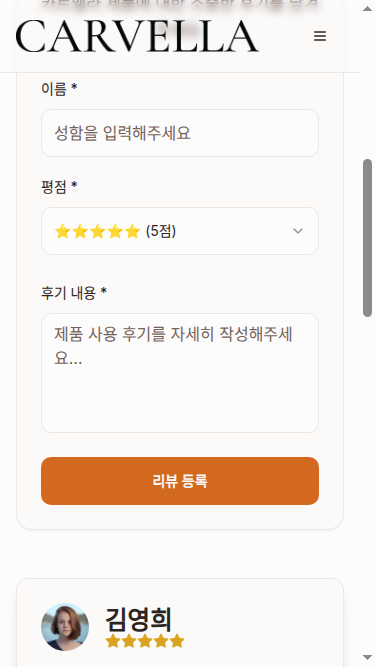 CARVELLA
이름 *
성함을 입력해주세요
평점 *
⭐⭐⭐⭐⭐ (5점)
후기 내용 *
제품 사용 후기를 자세히 작성해주세
요...
리뷰 등록
김영희